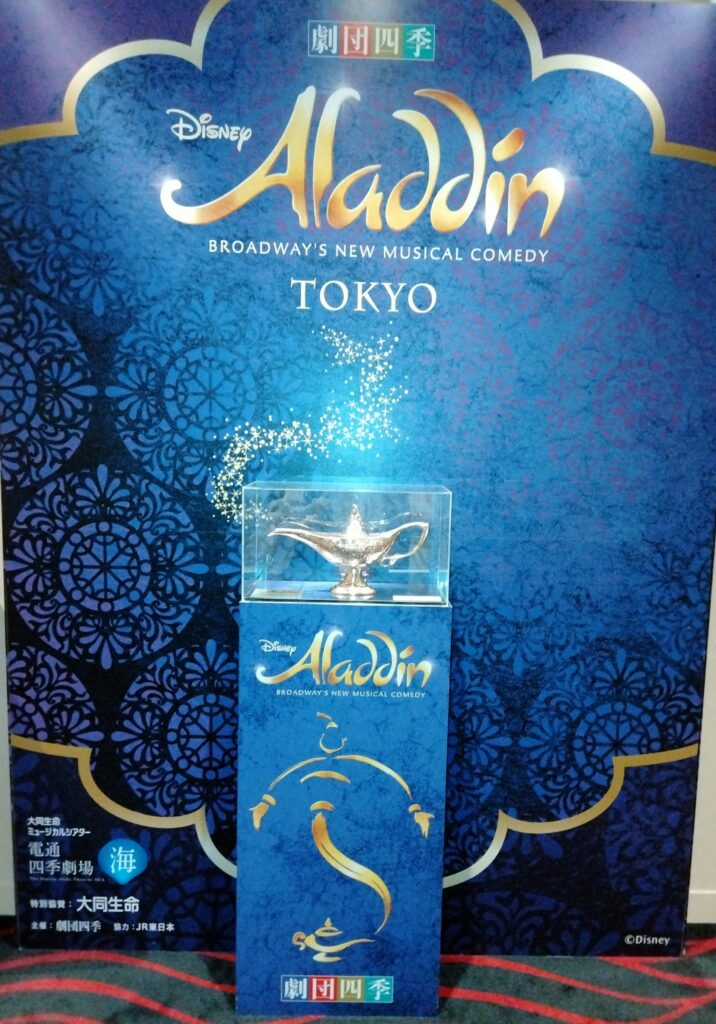 劇団四季
Disney
Aladdin
BROADWAY'S NEW MUSICAL COMEDY
TOKYO
Disney
Aladdin
BROADWAY'S NEW MUSICAL COMEDY
大同生命
ミュージカルシアター
電通
四季劇場 海
特別協賛：大同生命
主催：劇団四季 協力：JR東日本
劇団四季
©Disney